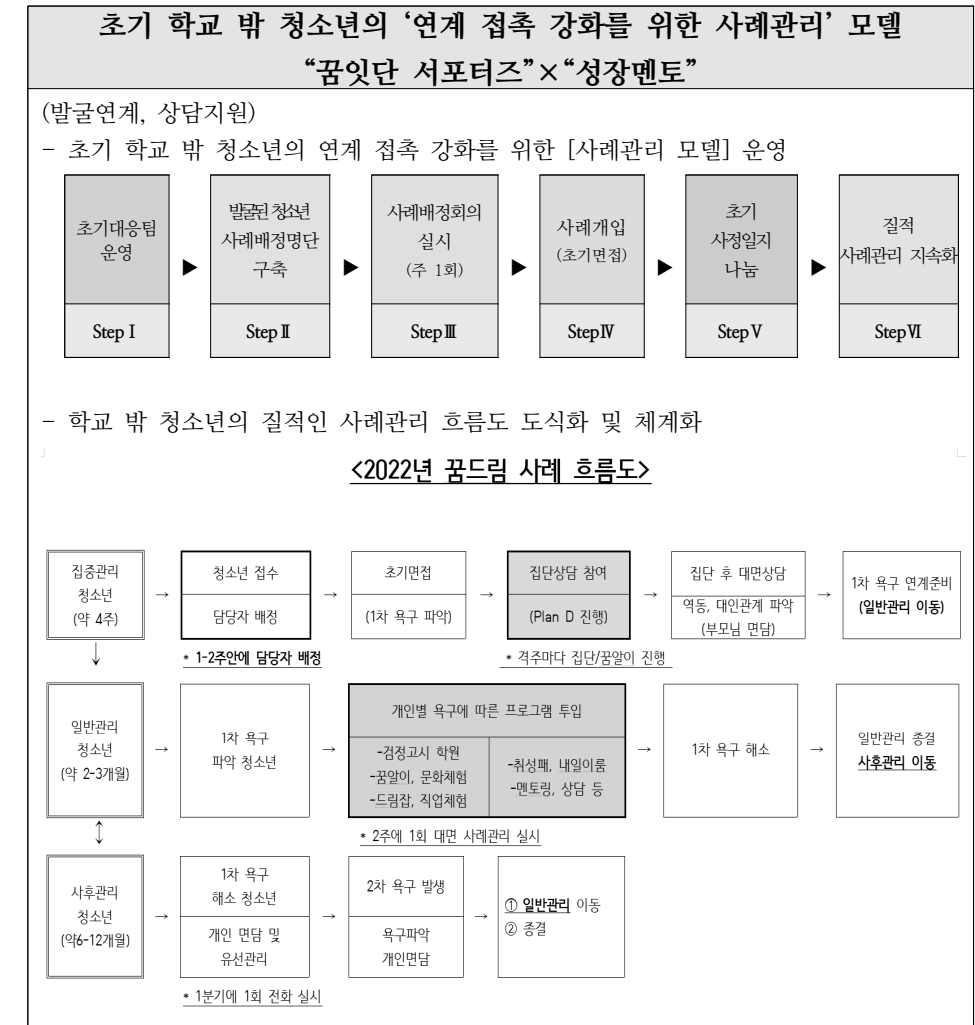 초기 학교 밖 청소년의 ‘연계 접촉 강화를 위한 사례관리’ 모델
“꿈잇단 서포터즈”×“성장멘토”
(발굴연계, 상담지원)
- 초기 학교 밖 청소년의 연계 접촉 강화를 위한 [사례관리 모델] 운영
초기대응팀
운영
Step Ⅰ
▶
발굴된 청소년
사례배정명단
구축
Step Ⅱ
▶
사례배정회의
실시
(주 1회)
Step Ⅲ
▶
사례개입
(초기면접)
Step Ⅳ
▶
초기
사정일지
나눔
Step Ⅴ
▶
질적
사례관리 지속화
Step Ⅵ
- 학교 밖 청소년의 질적인 사례관리 흐름도 도식화 및 체계화
<2022년 꿈드림 사례 흐름도>
집중관리
청소년
(약 4주)
→
청소년 접수
담당자 배정
* 1-2주안에 담당자 배정
→
초기면접
(1차 욕구 파악)
→
집단상담 참여
(Plan D 진행)
* 격주마다 집단/꿈알이 진행
→
집단 후 대면상담
역동, 대인관계 파악
(부모님 면담)
→
1차 욕구 연계준비
(일반관리 이동)
↓
일반관리
청소년
(약 2-3개월)
→
1차 욕구
파악 청소년
→
개인별 욕구에 따른 프로그램 투입
-검정고시 학원
-꿈알이, 문화체험
-드림잡, 직업체험
-취성패, 내일이룸
-멘토링, 상담 등
* 2주에 1회 대면 사례관리 실시
→
1차 욕구 해소
→
일반관리 종결
사후관리 이동
↕
사후관리
청소년
(약6-12개월)
→
1차 욕구
해소 청소년
개인 면담 및
유선관리
* 1분기에 1회 전화 실시
→
2차 욕구 발생
욕구파악
개인면담
→
① 일반관리 이동
② 종결